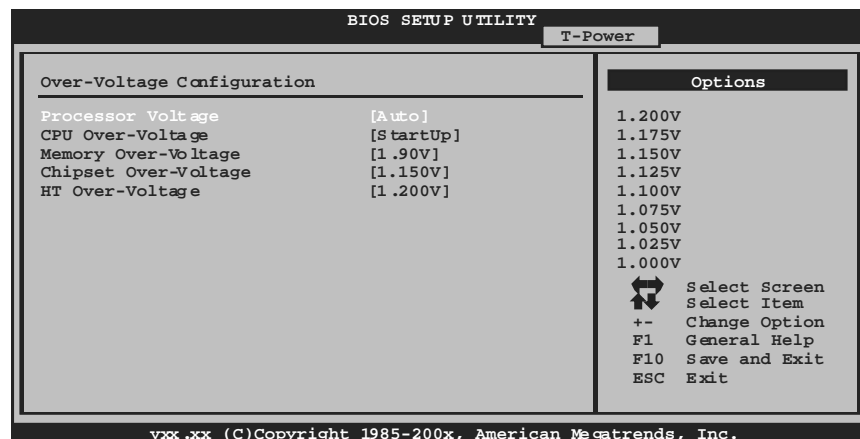 BIOS SETUP UTILITY
T-Power
Over-Voltage Configuration
Processor Voltage [Auto]
CPU Over-Voltage [StartUp]
Memory Over-Voltage [1.90V]
Chipset Over-Voltage [1.150V]
HT Over-Voltage [1.200V]
Options
1.200V
1.175V
1.150V
1.125V
1.100V
1.075V
1.050V
1.025V
1.000V
Select Screen
Select Item
+- Change Option
F1 General Help
F10 Save and Exit
ESC Exit
vxx.xx (C)Copyright 1985-200x, American Megatrends, Inc.